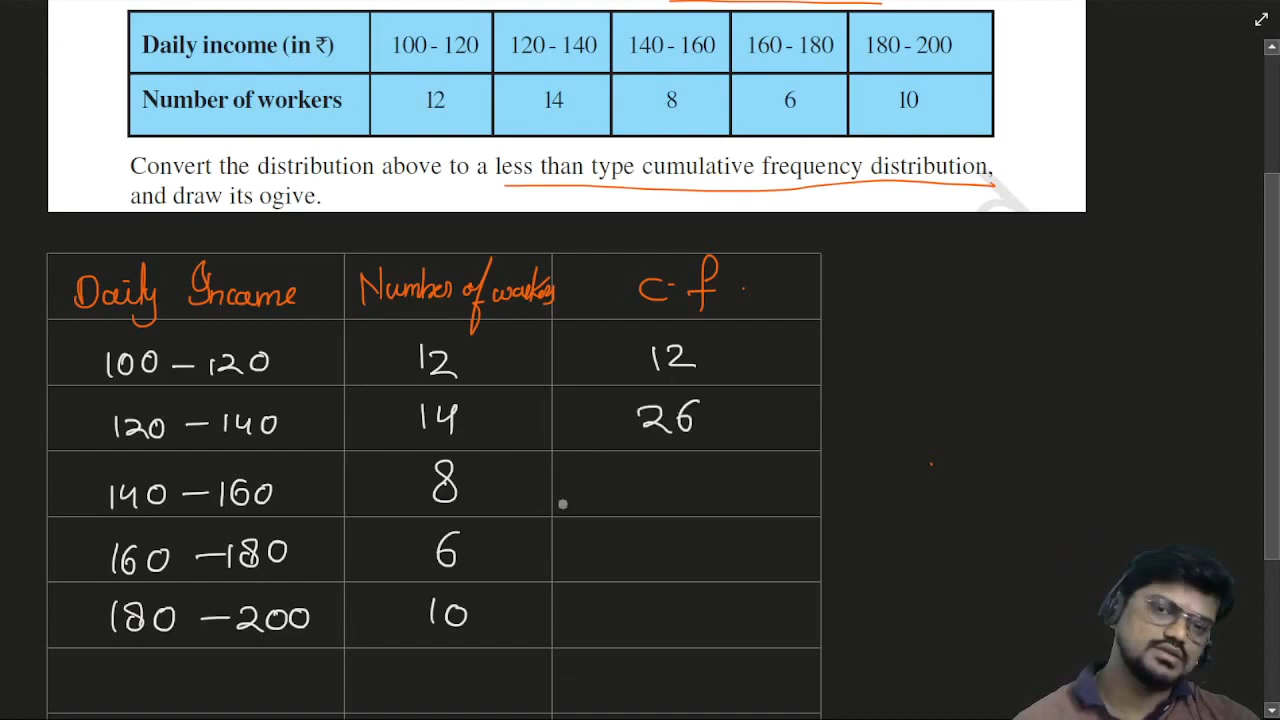 Daily income (in ₹) 100 - 120 120 - 140 140 - 160 160 - 180 180 - 200
Number of workers 12 14 8 6 10
Convert the distribution above to a less than type cumulative frequency distribution,
and draw its ogive.
Daily Income Number of workers c.f.
100 - 120 12 12
120 - 140 14 26
140 - 160 8
160 - 180 6
180 - 200 10